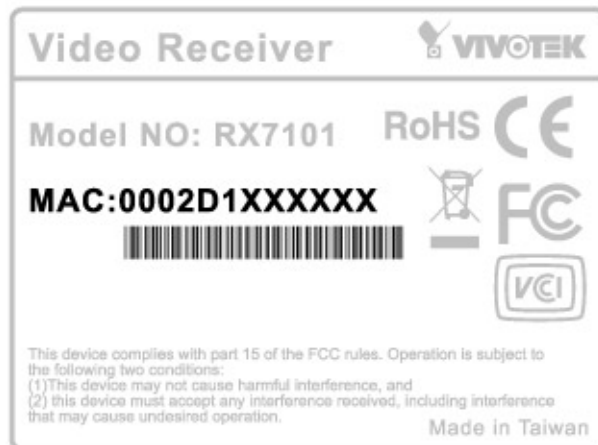 Video Receiver
VIVOTEK
Model NO: RX7101
RoHS CE
MAC:0002D1XXXXXX
FC
VCI
This device complies with part 15 of the FCC rules. Operation is subject to
the following two conditions:
(1)This device may not cause harmful interference, and
(2) this device must accept any interference received, including interference
that may cause undesired operation.
Made in Taiwan